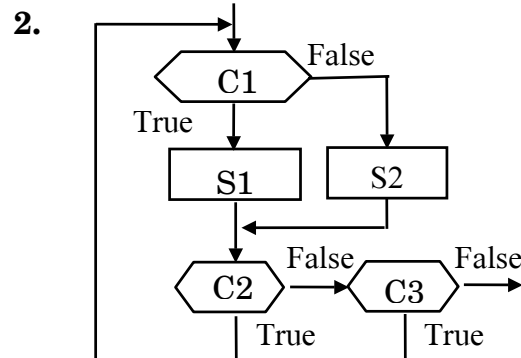 2.
False
C1
True
S1 S2
False False
C2 C3
True True